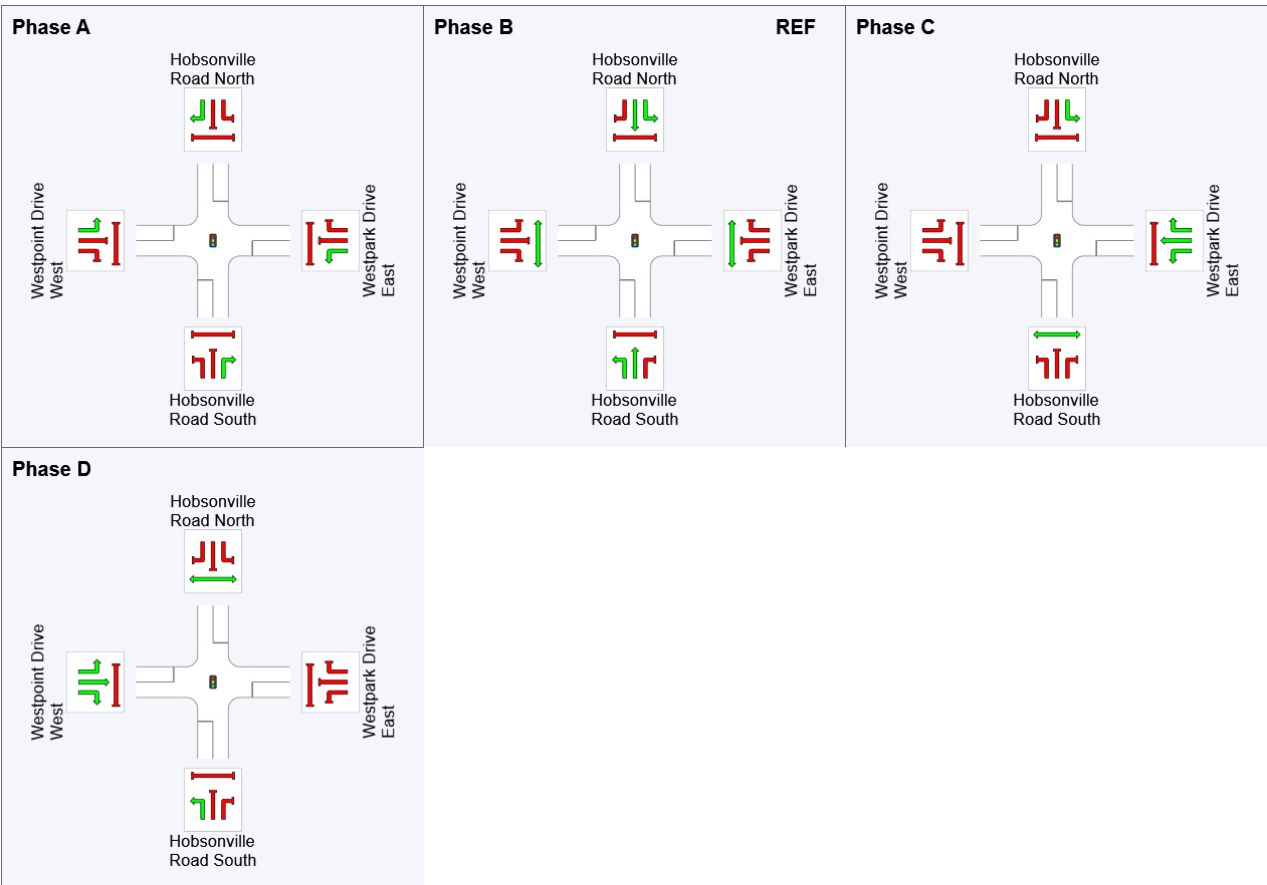 Phase A
Hobsonville
Road North
Westpoint Drive
West
Westpark Drive
East
Hobsonville
Road South
Phase B
REF
Hobsonville
Road North
Westpoint Drive
West
Westpark Drive
East
Hobsonville
Road South
Phase C
Hobsonville
Road North
Westpoint Drive
West
Westpark Drive
East
Hobsonville
Road South
Phase D
Hobsonville
Road North
Westpoint Drive
West
Westpark Drive
East
Hobsonville
Road South